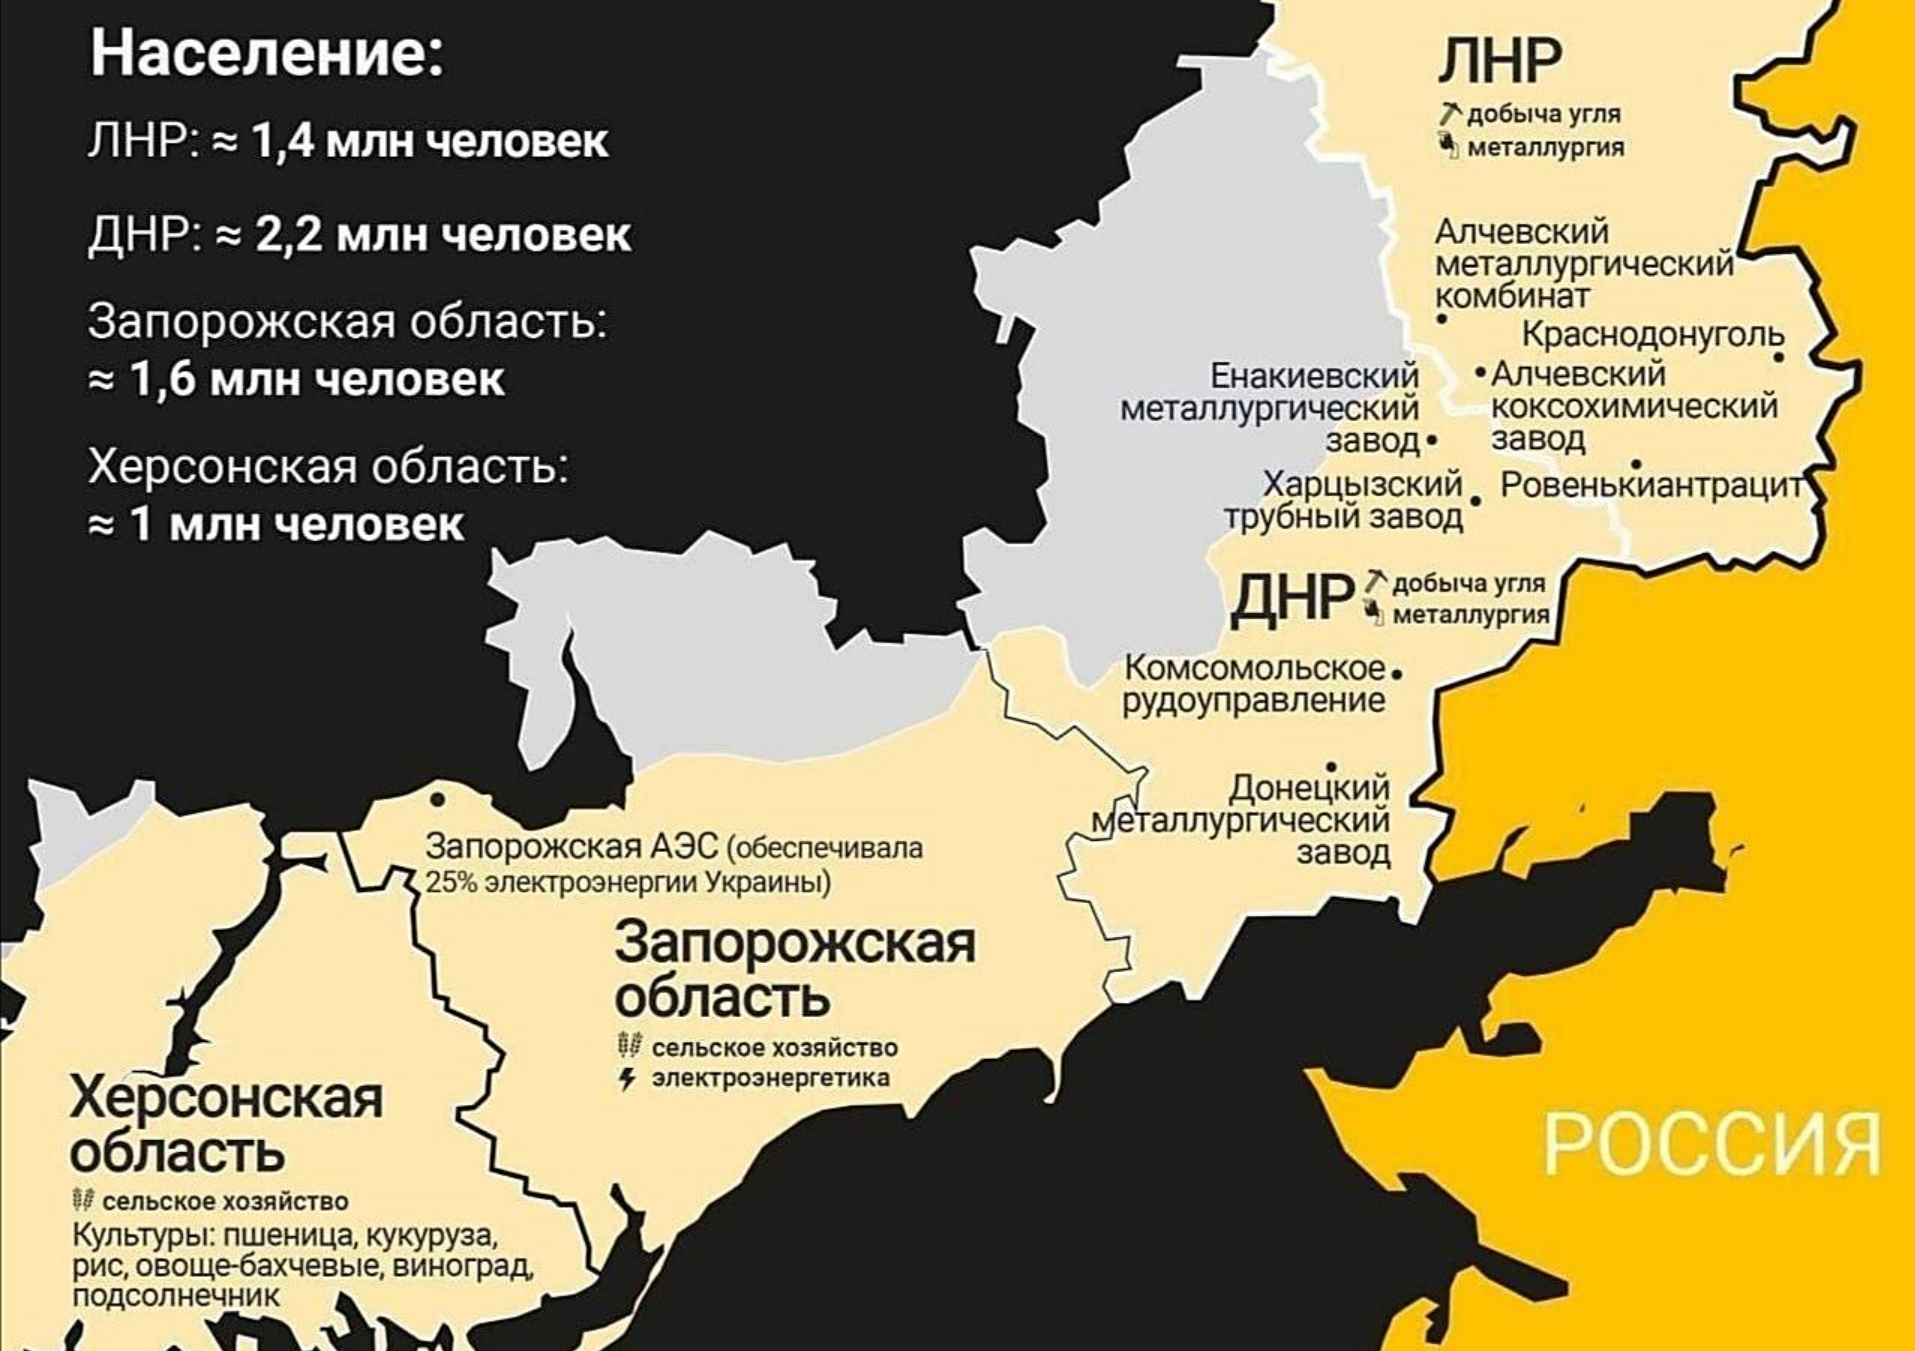 Население:
ЛНР: ≈ 1,4 млн человек
ДНР: ≈ 2,2 млн человек
Запорожская область:
≈ 1,6 млн человек
Херсонская область:
≈ 1 млн человек
ЛНР
добыча угля
металлургия
Алчевский
металлургический
комбинат
Краснодонуголь
Енакиевский
металлургический
завод
Алчевский
коксохимический
завод
Харцызский
трубный завод
Ровенькиантрацит
ДНР
добыча угля
металлургия
Комсомольское
рудоуправление
Донецкий
металлургический
завод
Запорожская АЭС (обеспечивала
25% электроэнергии Украины)
Запорожская
область
сельское хозяйство
электроэнергетика
Херсонская
область
сельское хозяйство
Культуры: пшеница, кукуруза,
рис, овоще-бахчевые, виноград,
подсолнечник
РОССИЯ